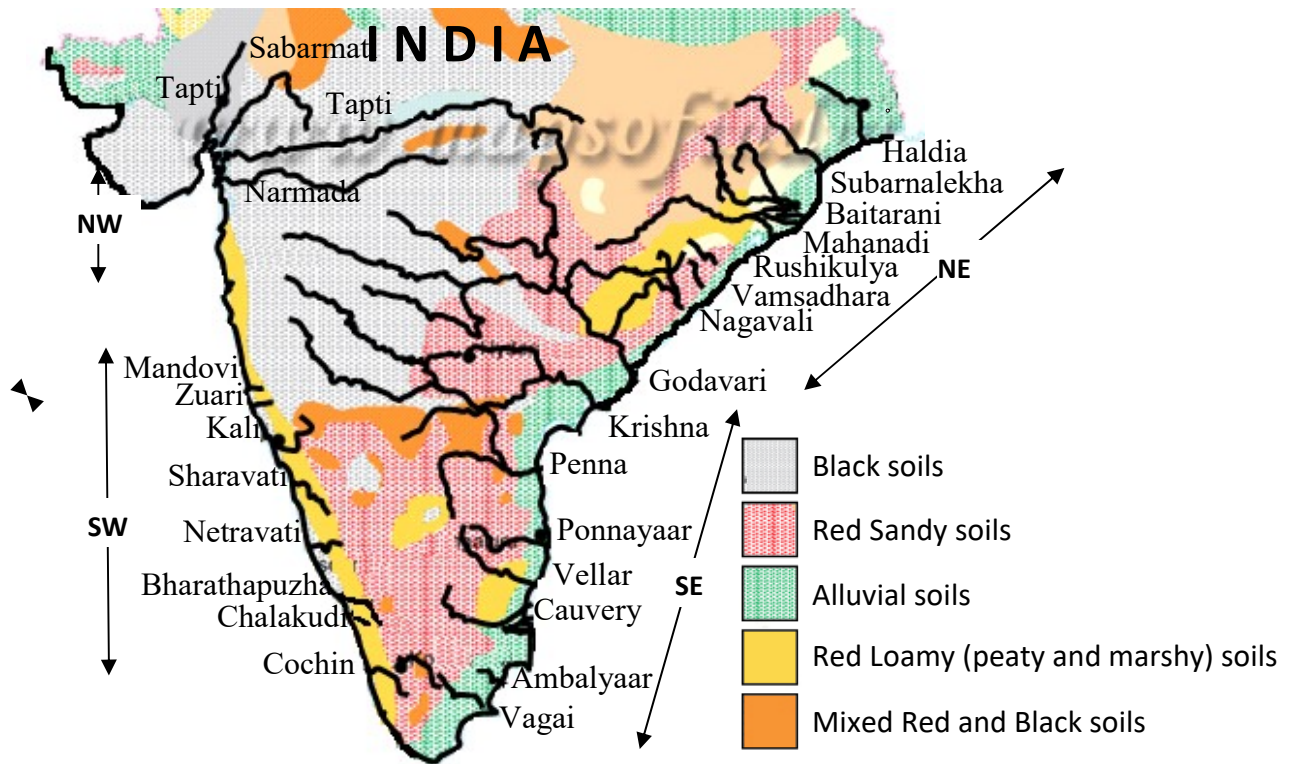 INDIA
Sabarmati
Tapti
Tapti
Narmada
NW
Haldia
Subarnalekha
Baitarani
Mahanadi
Rushikulya
NE
Vamsadhara
Nagavali
Mandovi
Zuari
Kali
Godavari
Krishna
Sharavati
Penna
SW
Netravati
Ponnayaar
Bharathapuzha
Vellar
SE
Chalakudi
Cauvery
Cochin
Ambalyaar
Vagai
Black soils
Red Sandy soils
Alluvial soils
Red Loamy (peaty and marshy) soils
Mixed Red and Black soils